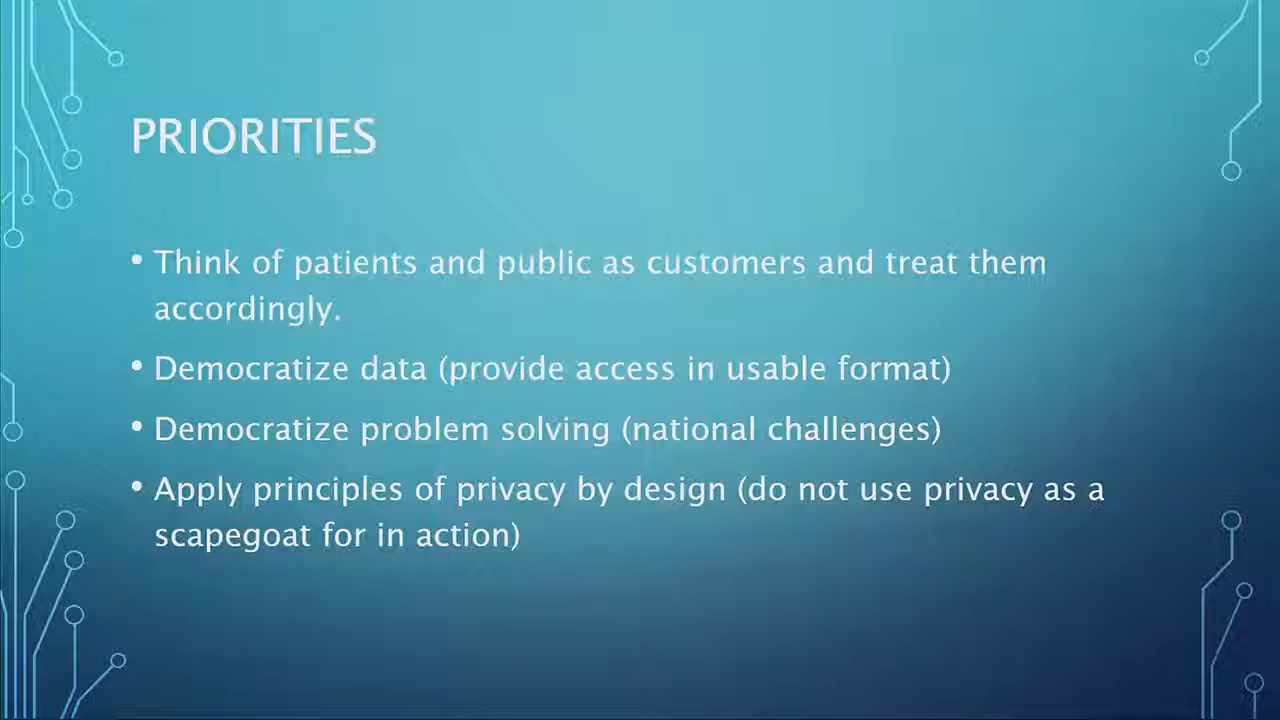 PRIORITIES
• Think of patients and public as customers and treat them
accordingly.
• Democratize data (provide access in usable format)
• Democratize problem solving (national challenges)
• Apply principles of privacy by design (do not use privacy as a
scapegoat for in action)